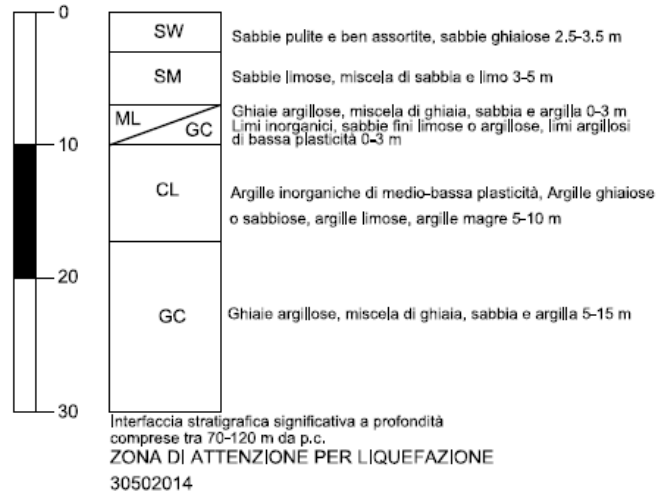 0
SW
Sabbie pulite e ben assortite, sabbie ghiaiose 2.5-3.5 m
SM
Sabbie limose, miscela di sabbia e limo 3-5 m
ML
GC
Ghiaie argillose, miscela di ghiaia, sabbia e argilla 0-3 m
Limi inorganici, sabbie fini limose o argillose, limi argillosi
di bassa plasticità 0-3 m
10
CL
Argille inorganiche di medio-bassa plasticità, Argille ghiaiose
o sabbiose, argille limose, argille magre 5-10 m
20
GC
Ghiaie argillose, miscela di ghiaia, sabbia e argilla 5-15 m
30
Interfaccia stratigrafica significativa a profondità
comprese tra 70-120 m da p.c.
ZONA DI ATTENZIONE PER LIQUEFAZIONE
30502014